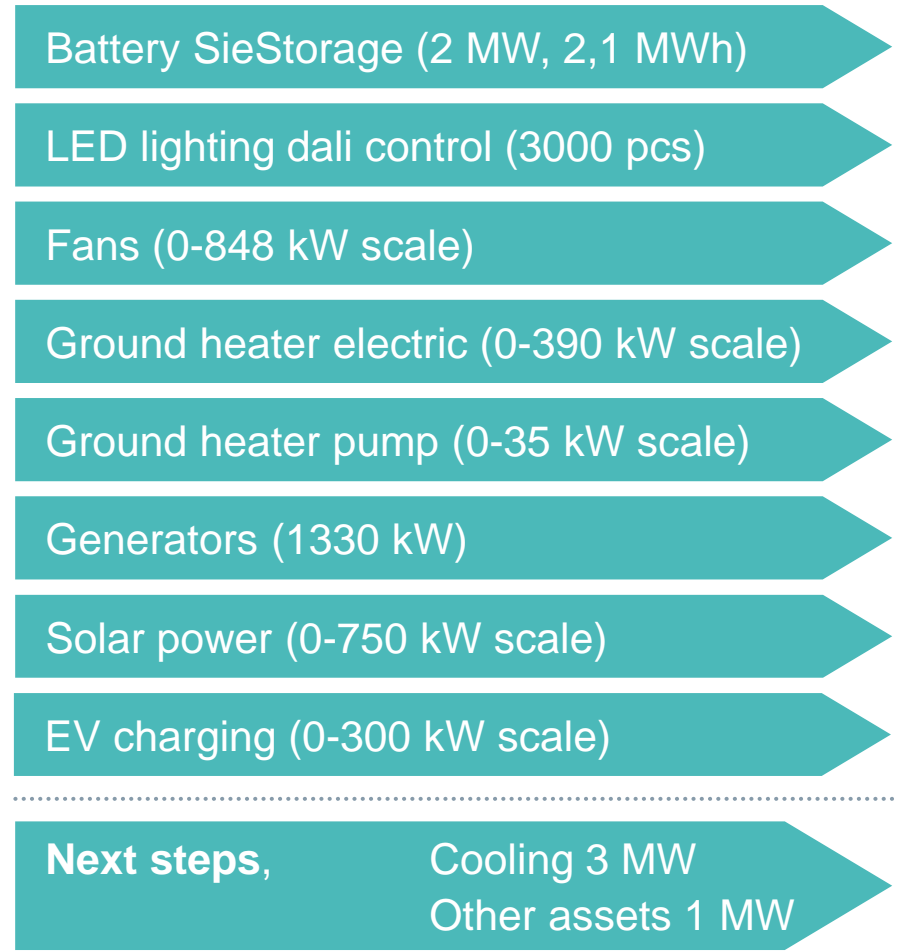 Battery SieStorage (2 MW, 2,1 MWh)
LED lighting dali control (3000 pcs)
Fans (0-848 kW scale)
Ground heater electric (0-390 kW scale)
Ground heater pump (0-35 kW scale)
Generators (1330 kW)
Solar power (0-750 kW scale)
EV charging (0-300 kW scale)
Next steps, Cooling 3 MW
Other assets 1 MW